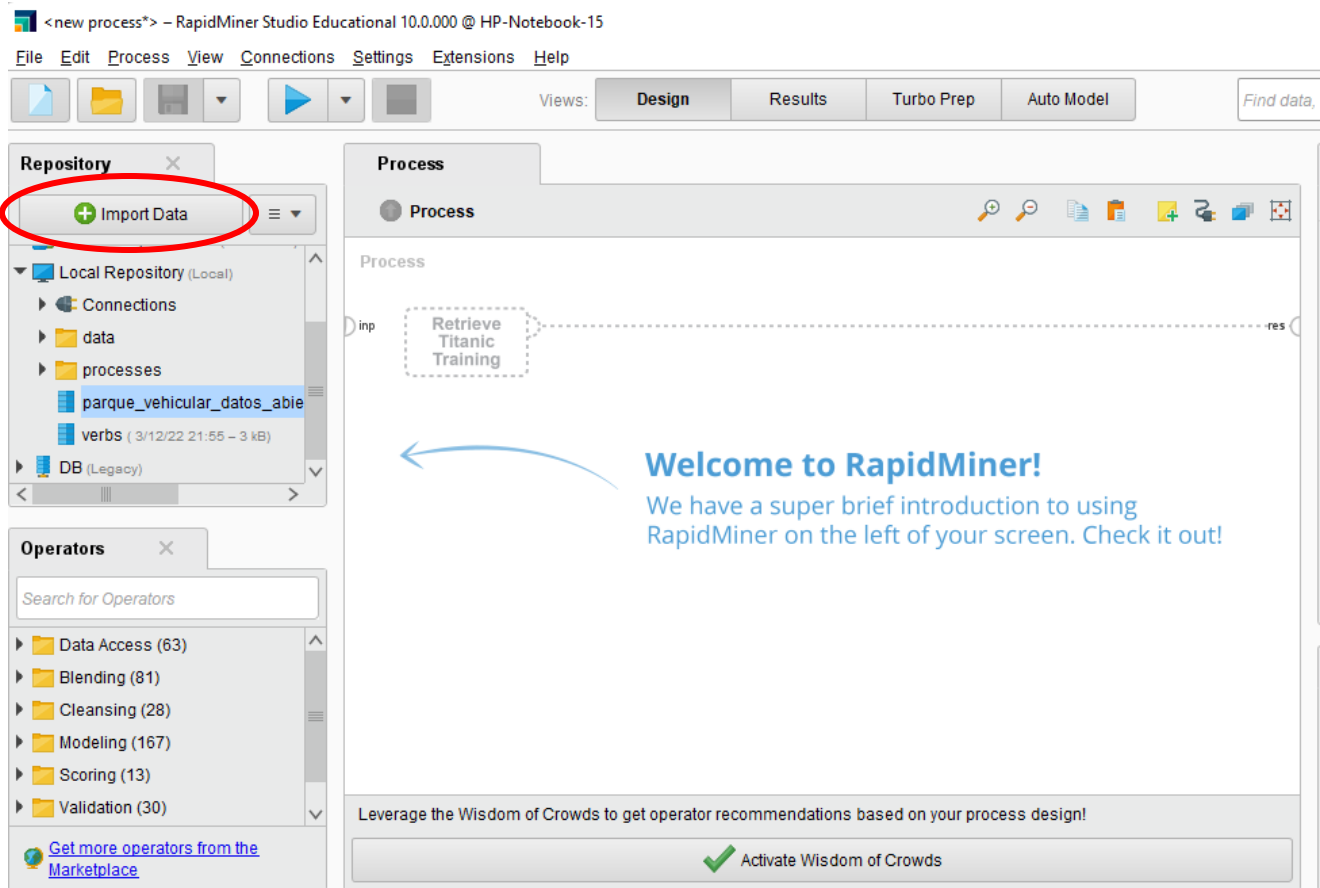 <new process*> – RapidMiner Studio Educational 10.0.000 @ HP-Notebook-15
File Edit Process View Connections Settings Extensions Help
Views: Design Results Turbo Prep Auto Model Find data,
Repository
Import Data
Local Repository (Local)
Connections
data
processes
parque_vehicular_datos_abie
verbs ( 3/12/22 21:55 – 3 kB)
DB (Legacy)
Operators
Search for Operators
Data Access (63)
Blending (81)
Cleansing (28)
Modeling (167)
Scoring (13)
Validation (30)
Get more operators from the
Marketplace
Process
Process
Process
inp
Retrieve
Titanic
Training
res
Welcome to RapidMiner!
We have a super brief introduction to using
RapidMiner on the left of your screen. Check it out!
Leverage the Wisdom of Crowds to get operator recommendations based on your process design!
Activate Wisdom of Crowds